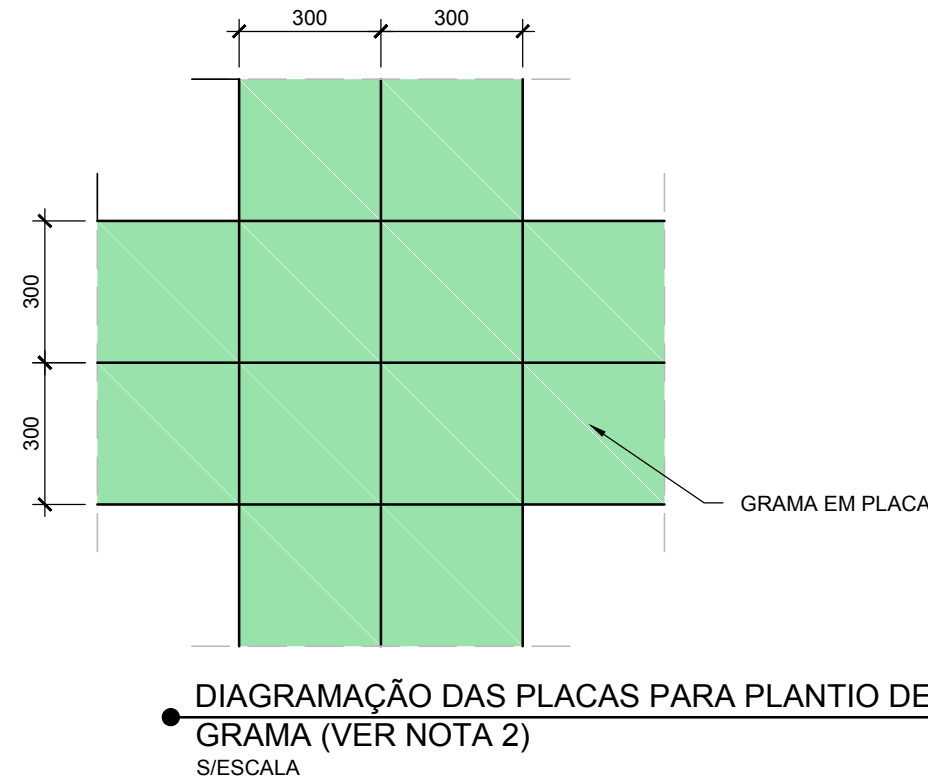 300 300
300
300
GRAMA EM PLACA
DIAGRAMAÇÃO DAS PLACAS PARA PLANTIO DE
GRAMA (VER NOTA 2)
S/ESCALA